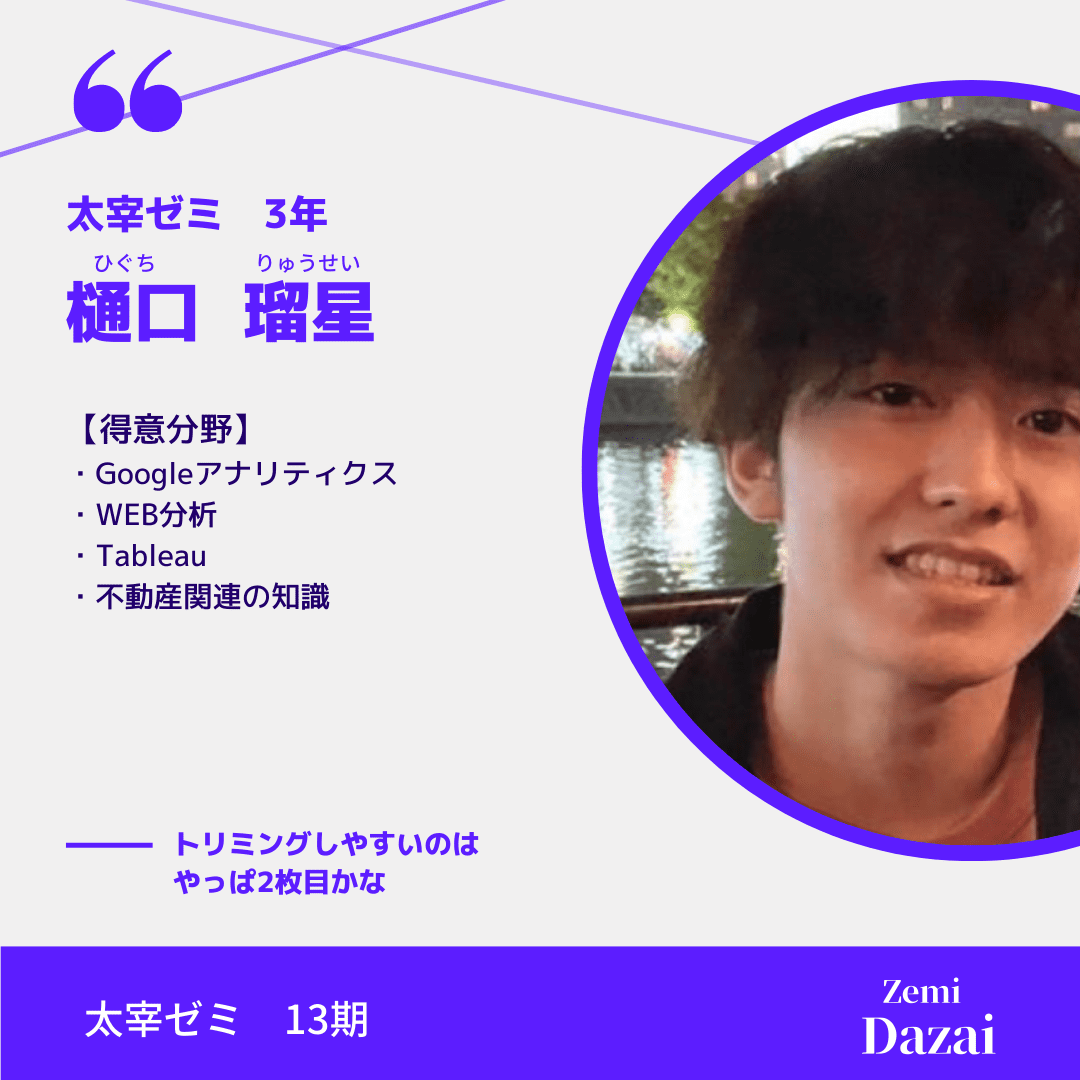 太宰ゼミ　3年
ひぐち　りゅうせい
樋口　瑠星
【得意分野】
・Googleアナリティクス
・WEB分析
・Tableau
・不動産関連の知識
トリミングしやすいのは
やっぱ2枚目かな
太宰ゼミ　13期
Zemi
Dazai